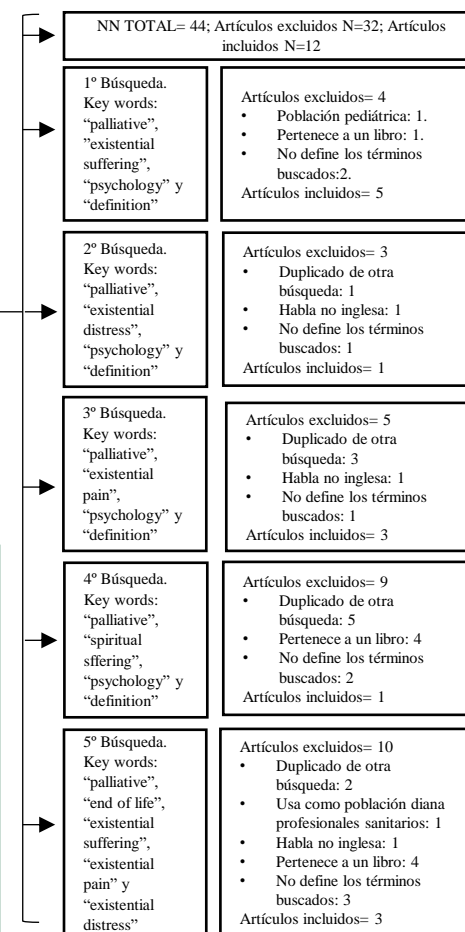 NN TOTAL= 44; Artículos excluidos N=32; Artículos
incluidos N=12
1º Búsqueda.
Key words:
“palliative”,
”existential
suffering”,
“psychology” y
“definition”
Artículos excluidos= 4
• Población pediátrica: 1.
• Pertenece a un libro: 1.
• No define los términos
buscados:2.
Artículos incluidos= 5
2º Búsqueda.
Key words:
“palliative”,
“existential
distress”,
“psychology” y
“definition”
Artículos excluidos= 3
• Duplicado de otra
búsqueda: 1
• Habla no inglesa: 1
• No define los términos
buscados: 1
Artículos incluidos= 1
3º Búsqueda.
Key words:
“palliative”,
“existential
pain”,
“psychology” y
“definition”
Artículos excluidos= 5
• Duplicado de otra
búsqueda: 3
• Habla no inglesa: 1
• No define los términos
buscados: 1
Artículos incluidos= 3
4º Búsqueda.
Key words:
“palliative”,
“spiritual
sffering”,
“psychology” y
“definition”
Artículos excluidos= 9
• Duplicado de otra
búsqueda: 5
• Pertenece a un libro: 4
• No define los términos
buscados: 2
Artículos incluidos= 1
5º Búsqueda.
Key words:
“palliative”,
“end of life”,
“existential
suffering”,
“existential
pain” y
“existential
distress”
Artículos excluidos= 10
• Duplicado de otra
búsqueda: 2
• Usa como población diana
profesionales sanitarios: 1
• Habla no inglesa: 1
• Pertenece a un libro: 4
• No define los términos
buscados: 3
Artículos incluidos= 3